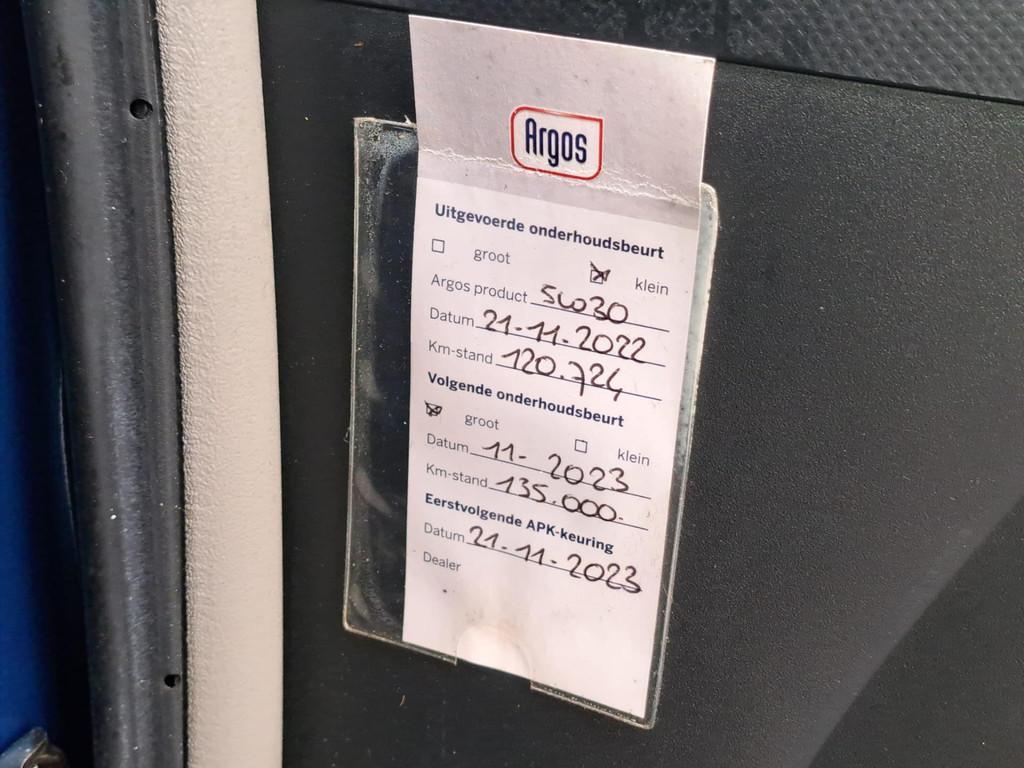 Argos
Uitgevoerde onderhoudsbeurt
☐ groot ☒ klein
Argos product 5w30
Datum 21-11-2022
Km-stand 120.724
Volgende onderhoudsbeurt
☒ groot ☐ klein
Datum 11-2023
Km-stand 135.000.
Eerstvolgende APK-keuring
Datum 21-11-2023
Dealer